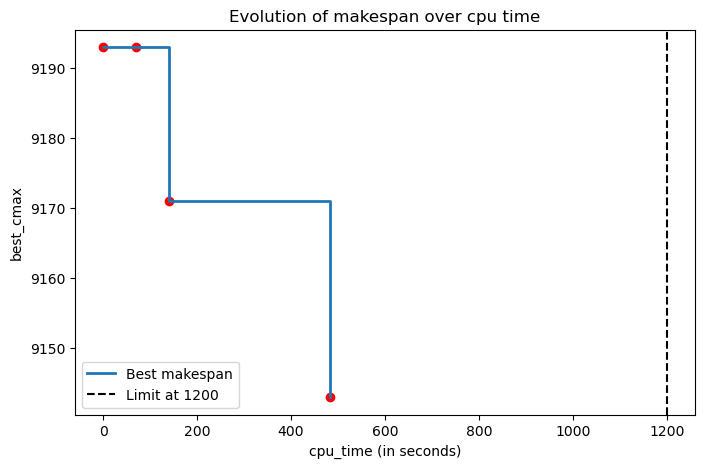 Evolution of makespan over cpu time
best_cmax
9190
9180
9170
9160
9150
Best makespan
Limit at 1200
0
200
400
600
800
1000
1200
cpu_time (in seconds)